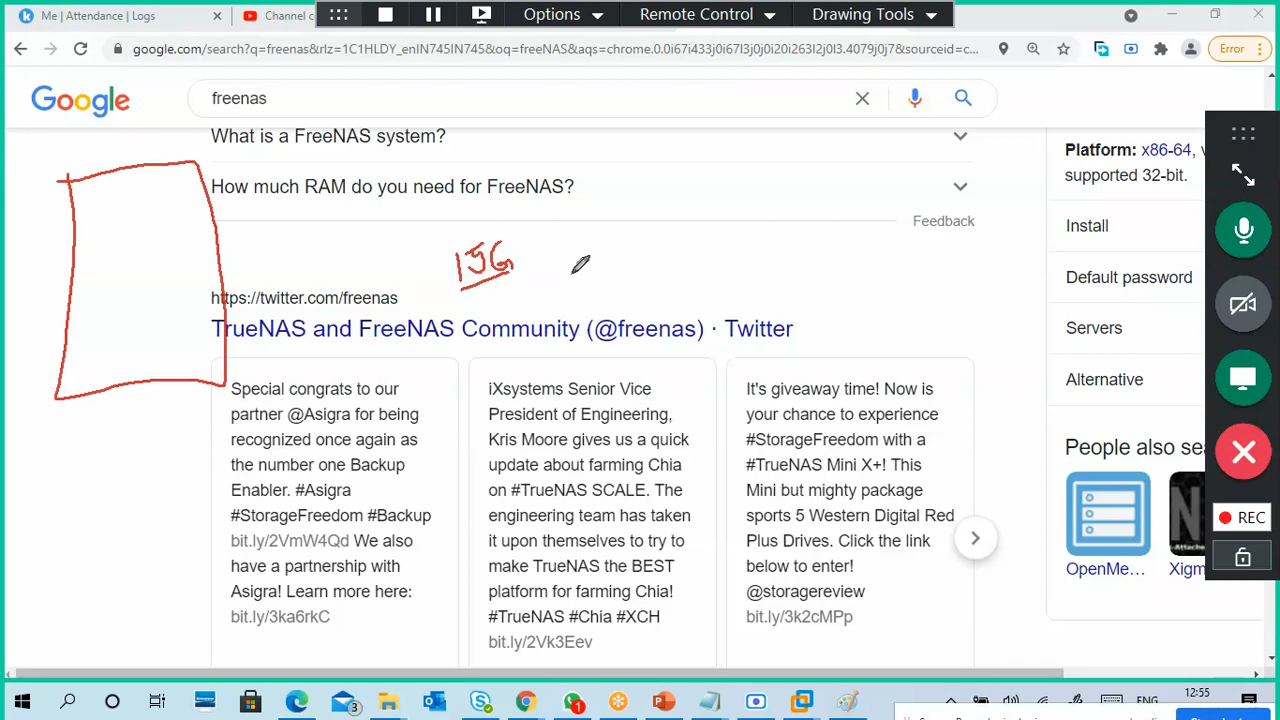 Me | Attendance | Logs
Channel c
Options
Remote Control
Drawing Tools
google.com/search?q=freenas&rlz=1C1HLDY_enIN745IN745&oq=freeNAS&aqs=chrome.0.0i67i433j0i67l3j0j0i20i263l2j0l3.4079j0j7&sourceid=c...
Error
Google
freenas
What is a FreeNAS system?
How much RAM do you need for FreeNAS?
Feedback
https://twitter.com/freenas
TrueNAS and FreeNAS Community (@freenas) · Twitter
Special congrats to our
partner @Asigra for being
recognized once again as
the number one Backup
Enabler. #Asigra
#StorageFreedom #Backup
bit.ly/2VmW4Qd We also
have a partnership with
Asigra! Learn more here:
bit.ly/3ka6rkC
iXsystems Senior Vice
President of Engineering,
Kris Moore gives us a quick
update about farming Chia
on #TrueNAS SCALE. The
engineering team has taken
it upon themselves to try to
make TrueNAS the BEST
platform for farming Chia!
#TrueNAS #Chia #XCH
bit.ly/2Vk3Eev
It's giveaway time! Now is
your chance to experience
#StorageFreedom with a
#TrueNAS Mini X+! This
Mini but mighty package
sports 5 Western Digital Red
Plus Drives. Click the link
below to enter!
@storagereview
bit.ly/3k2cMPp
Platform: x86-64,
supported 32-bit.
Install
Default password
Servers
Alternative
People also se
OpenMe...
Xigm
REC
3
1
ENG
12:55